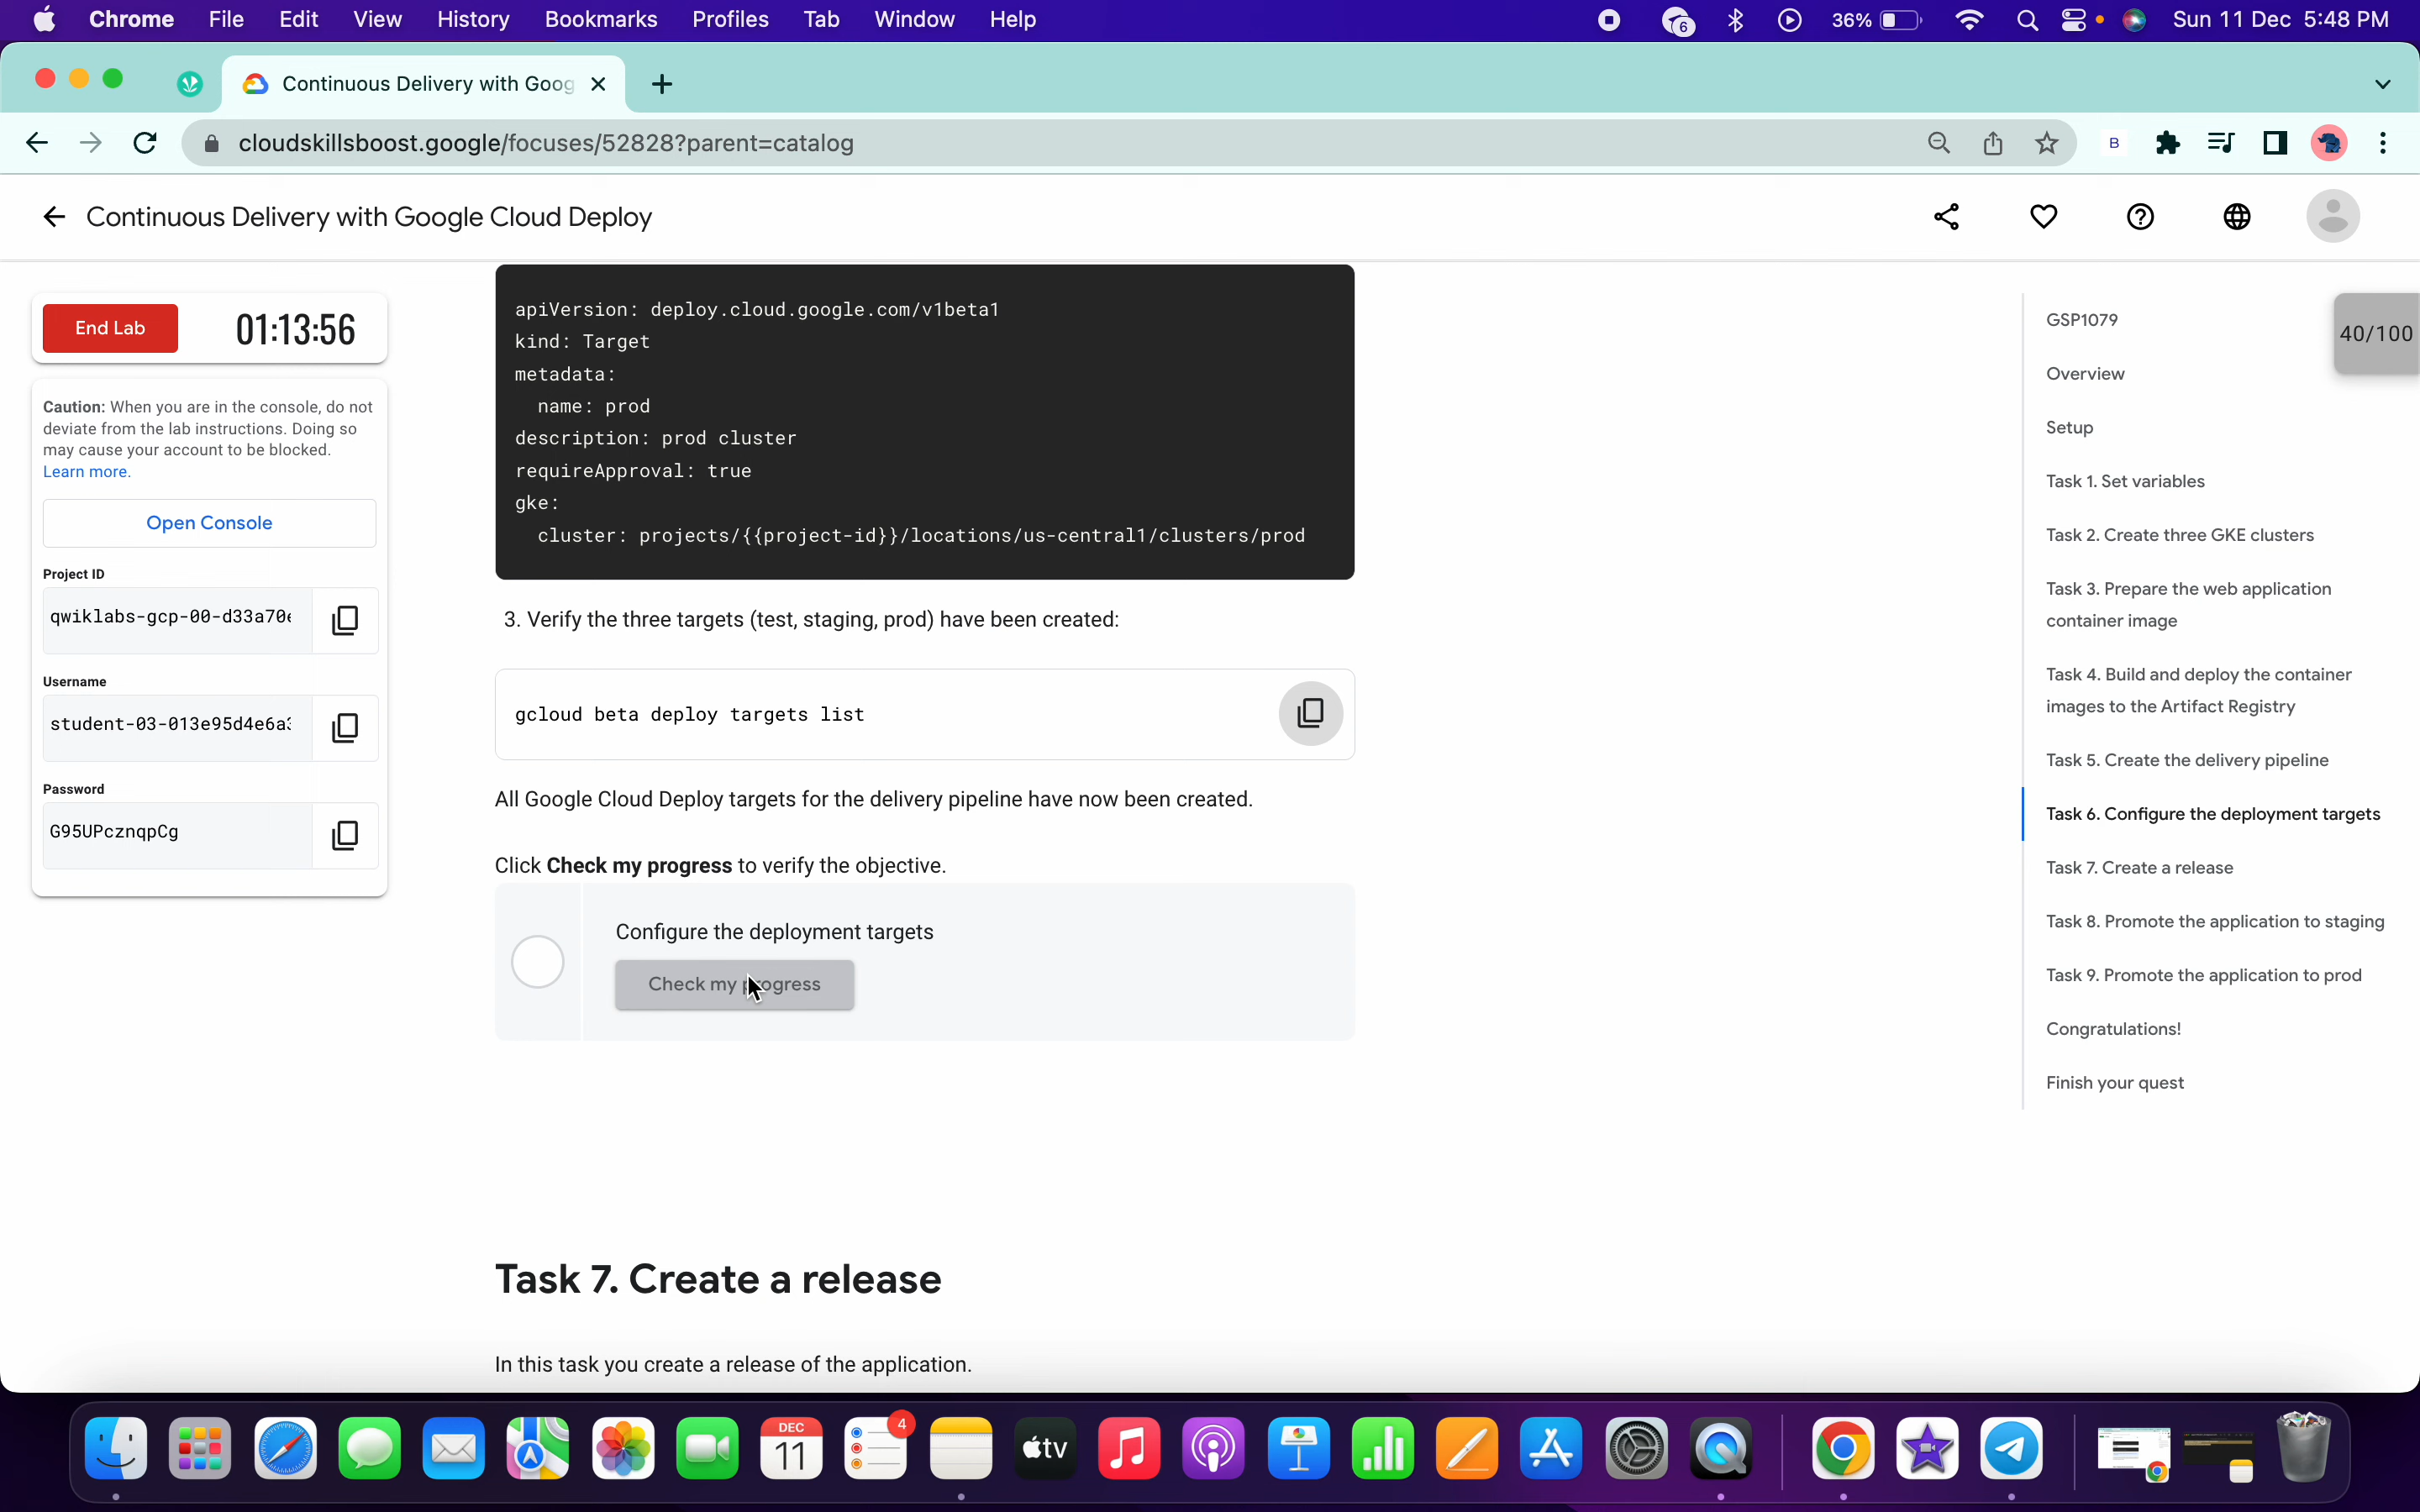 Chrome File Edit View History Bookmarks Profiles Tab Window Help 6 36% Sun 11 Dec 5:48 PM
Continuous Delivery with Goog
cloudskillsboost.google/focuses/52828?parent=catalog B
Continuous Delivery with Google Cloud Deploy
End Lab 01:13:56
Caution: When you are in the console, do not
deviate from the lab instructions. Doing so
may cause your account to be blocked.
Learn more.
Open Console
Project ID
qwiklabs-gcp-00-d33a70
Username
student-03-013e95d4e6a
Password
G95UPcznqpCg
apiVersion: deploy.cloud.google.com/v1beta1
kind: Target
metadata:
name: prod
description: prod cluster
requireApproval: true
gke:
cluster: projects/{{project-id}}/locations/us-central1/clusters/prod
3. Verify the three targets (test, staging, prod) have been created:
gcloud beta deploy targets list
All Google Cloud Deploy targets for the delivery pipeline have now been created.
Click Check my progress to verify the objective.
Configure the deployment targets
Check my progress
Task 7. Create a release
In this task you create a release of the application.
GSP1079
40/100
Overview
Setup
Task 1. Set variables
Task 2. Create three GKE clusters
Task 3. Prepare the web application
container image
Task 4. Build and deploy the container
images to the Artifact Registry
Task 5. Create the delivery pipeline
Task 6. Configure the deployment targets
Task 7. Create a release
Task 8. Promote the application to staging
Task 9. Promote the application to prod
Congratulations!
Finish your quest
DEC
11
4
tv